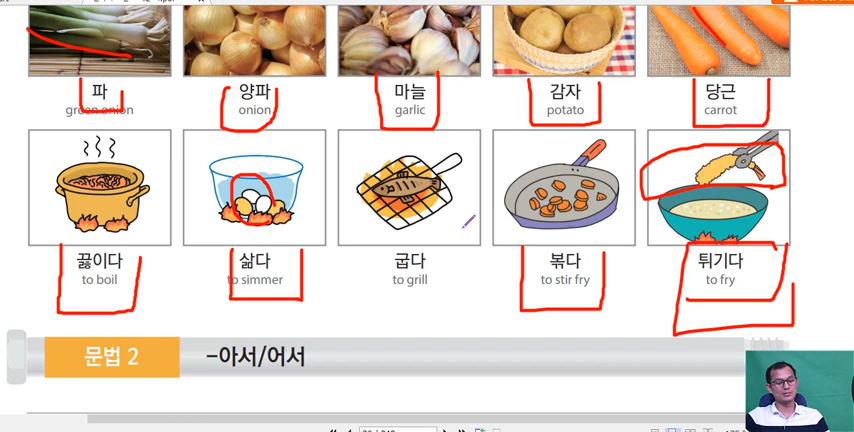 파 양파 마늘 감자 당근
green onion onion garlic potato carrot
끓이다 삶다 굽다 볶다 튀기다
to boil to simmer to grill to stir fry to fry
문법 2 -아서/어서